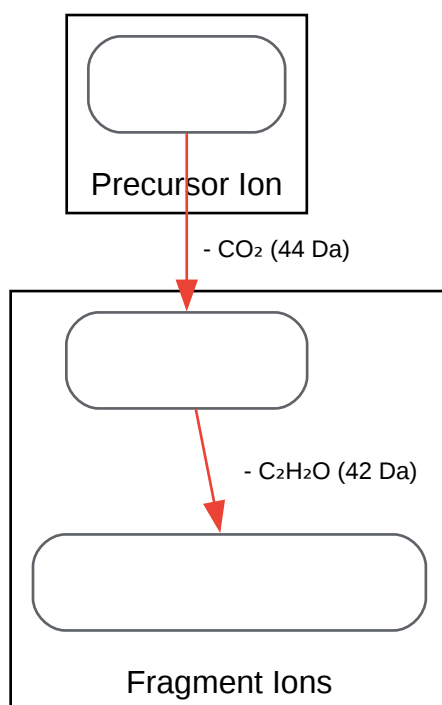 Precursor Ion
- CO₂ (44 Da)
- C₂H₂O (42 Da)
Fragment Ions